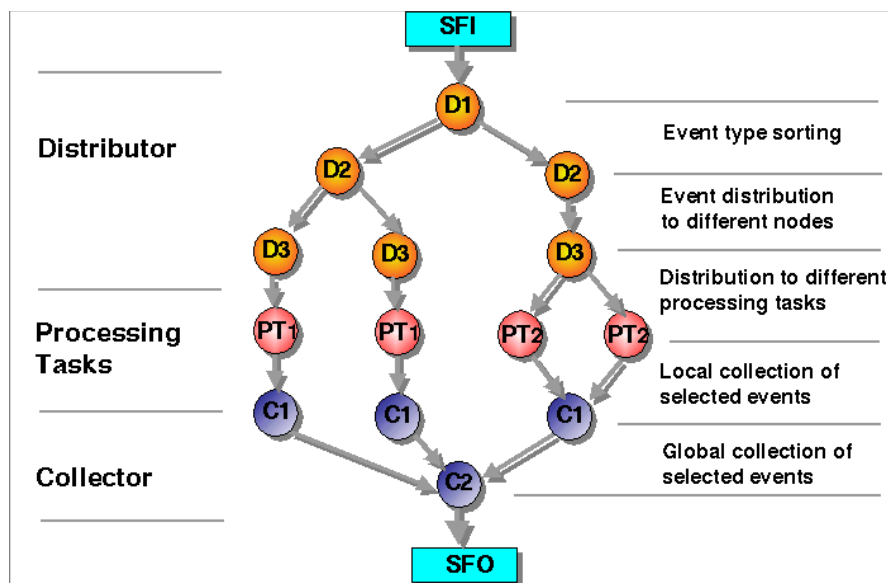 SFI
D1
Event type sorting
Distributor
D2
D2
Event distribution
to different nodes
D3
D3
D3
Distribution to different
processing tasks
Processing
Tasks
PT1
PT1
PT2
PT2
Local collection of
selected events
C1
C1
C1
Global collection of
selected events
Collector
C2
SFO